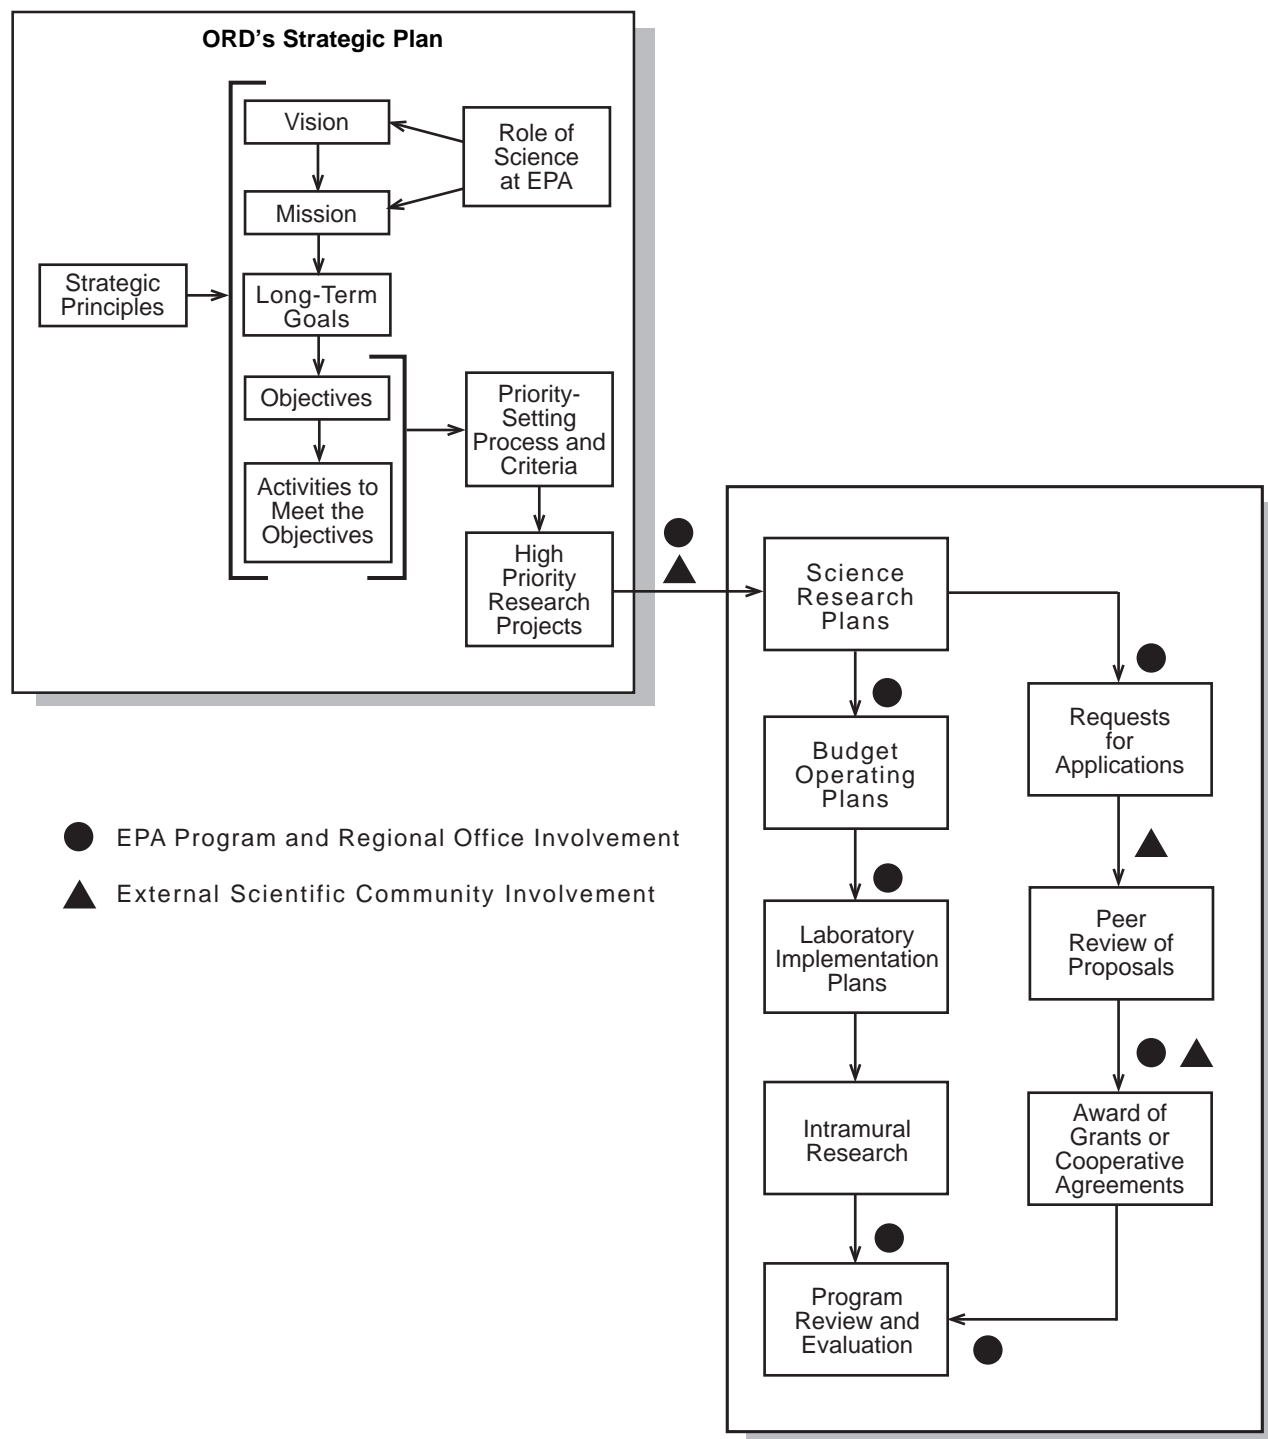 ORD's Strategic Plan
Vision
Role of
Science
at EPA
Mission
Strategic
Principles
Long-Term
Goals
Objectives
Priority-
Setting
Process and
Criteria
Activities to
Meet the
Objectives
High
Priority
Research
Projects
Science
Research
Plans
Requests
for
Applications
Budget
Operating
Plans
EPA Program and Regional Office Involvement
External Scientific Community Involvement
Laboratory
Implementation
Plans
Peer
Review of
Proposals
Intramural
Research
Award of
Grants or
Cooperative
Agreements
Program
Review and
Evaluation